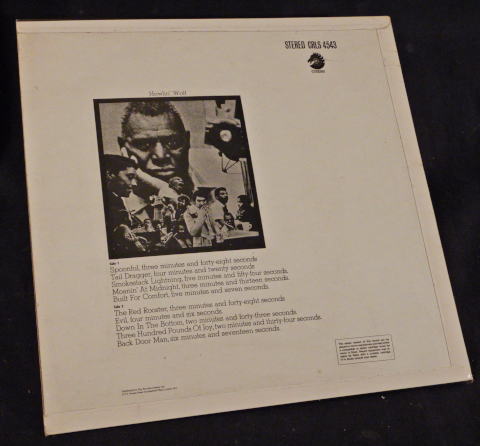 STEREO CRLS 4543
Howlin' Wolf
Side 1
Spoonful, three minutes and forty-eight seconds
Tail Dragger, four minutes and twenty seconds
Smokestack Lightning, five minutes and fifty-four seconds.
Moanin' At Midnight, three minutes and thirteen seconds.
Built For Comfort, five minutes and seven seconds.
Side 2
The Red Rooster, three minutes and forty-eight seconds
Evil, four minutes and six seconds.
Down In The Bottom, two minutes and forty-three seconds.
Three Hundred Pounds Of Joy, two minutes and thirty-four seconds.
Back Door Man, six minutes and seventeen seconds.